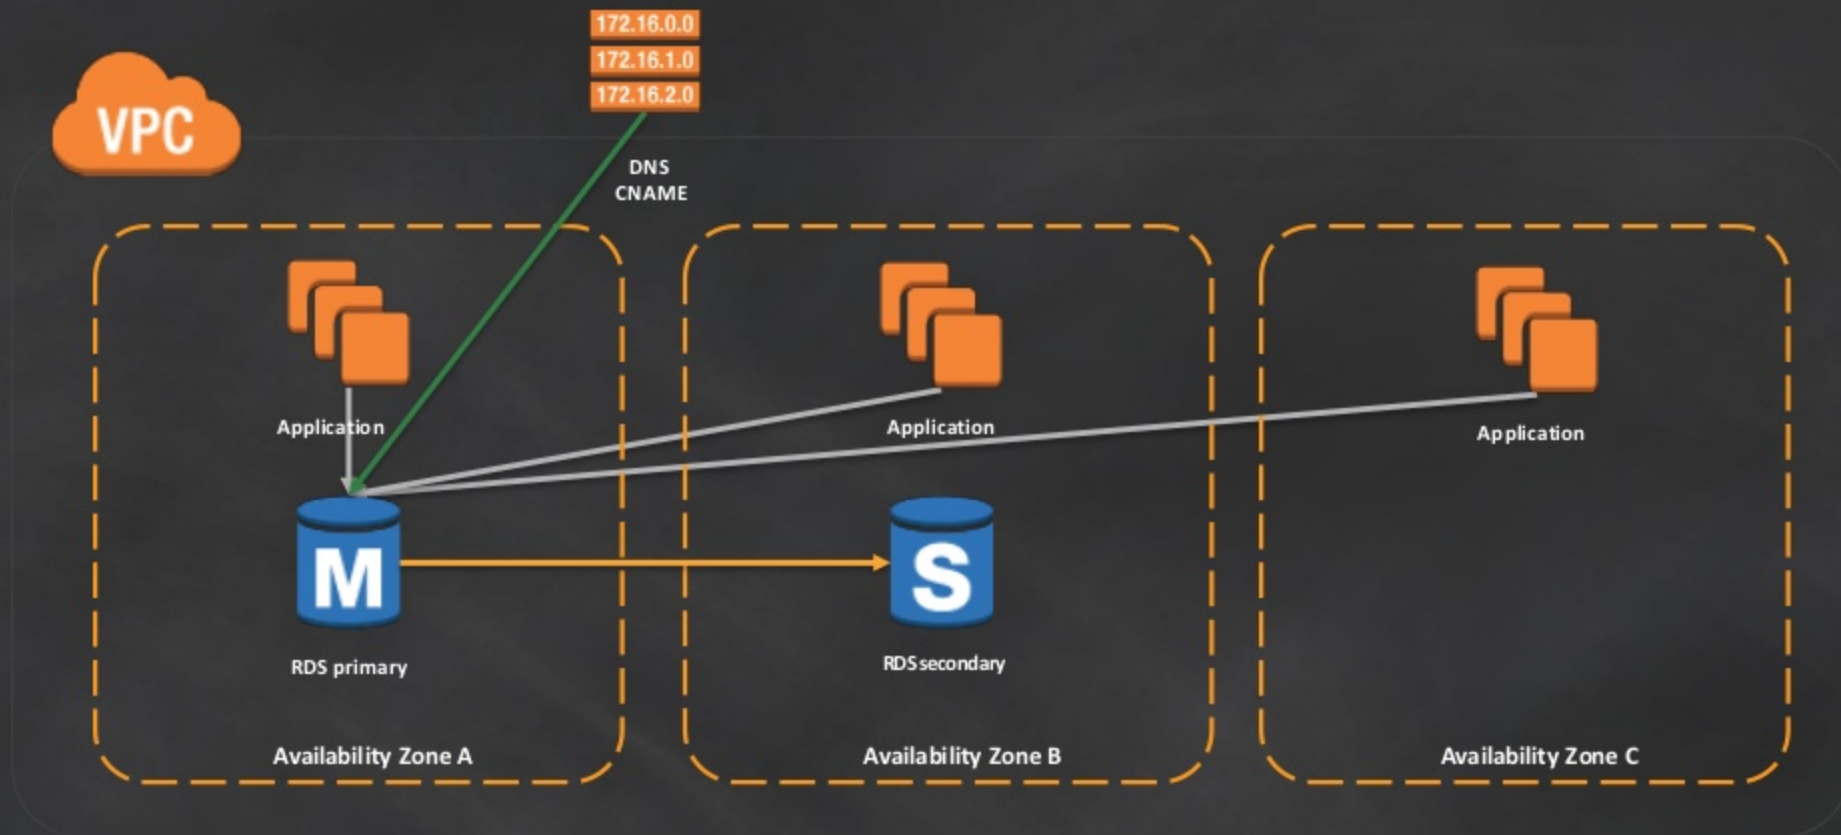 172.16.0.0
172.16.1.0
172.16.2.0
VPC
DNS
CNAME
Application
Application
Application
M
S
RDS primary
RDS secondary
Availability Zone A
Availability Zone B
Availability Zone C